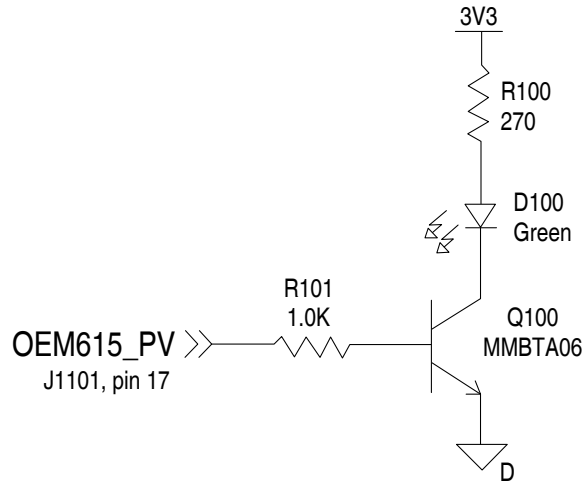 3V3
R100
270
D100
Green
R101
1.0K
Q100
MMBTA06
OEM615_PV
J1101, pin 17
D